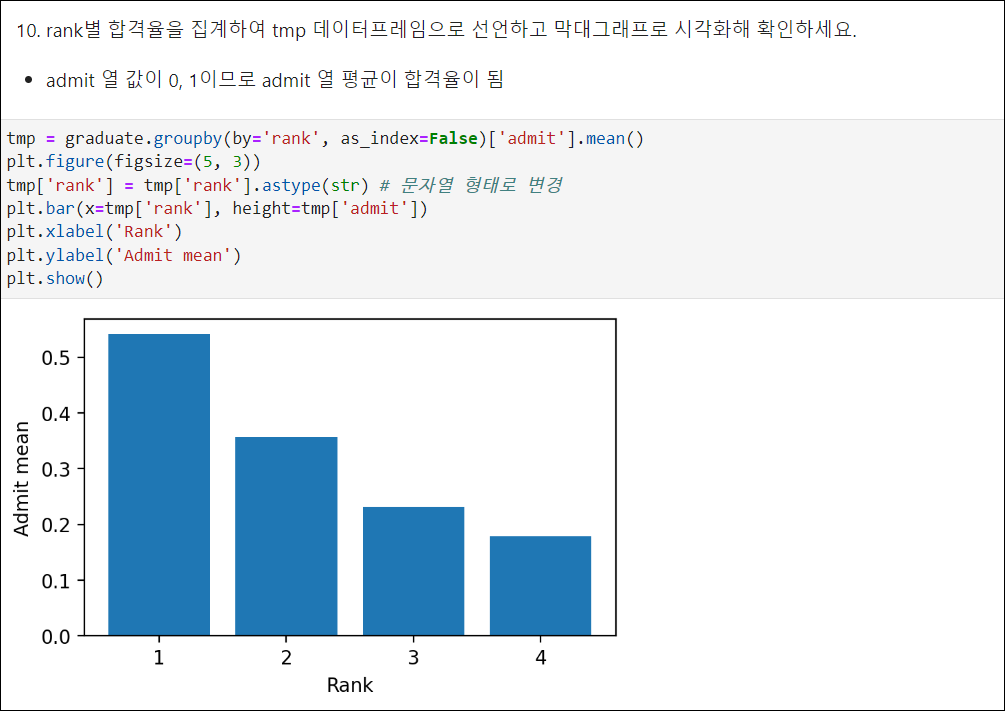 10. rank별 합격율을 집계하여 tmp 데이터프레임으로 선언하고 막대그래프로 시각화해 확인하세요.
• admit 열 값이 0, 1이므로 admit 열 평균이 합격율이 됨
tmp = graduate.groupby(by='rank', as_index=False)['admit'].mean()
plt.figure(figsize=(5, 3))
tmp['rank'] = tmp['rank'].astype(str) # 문자열 형태로 변경
plt.bar(x=tmp['rank'], height=tmp['admit'])
plt.xlabel('Rank')
plt.ylabel('Admit mean')
plt.show()
Admit mean
0.5
0.4
0.3
0.2
0.1
0.0
1 2 3 4
Rank